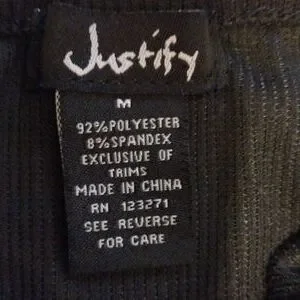 Justify
M
92%POLYESTER
8%SPANDEX
EXCLUSIVE OF
TRIMS
MADE IN CHINA
RN 123271
SEE REVERSE
FOR CARE